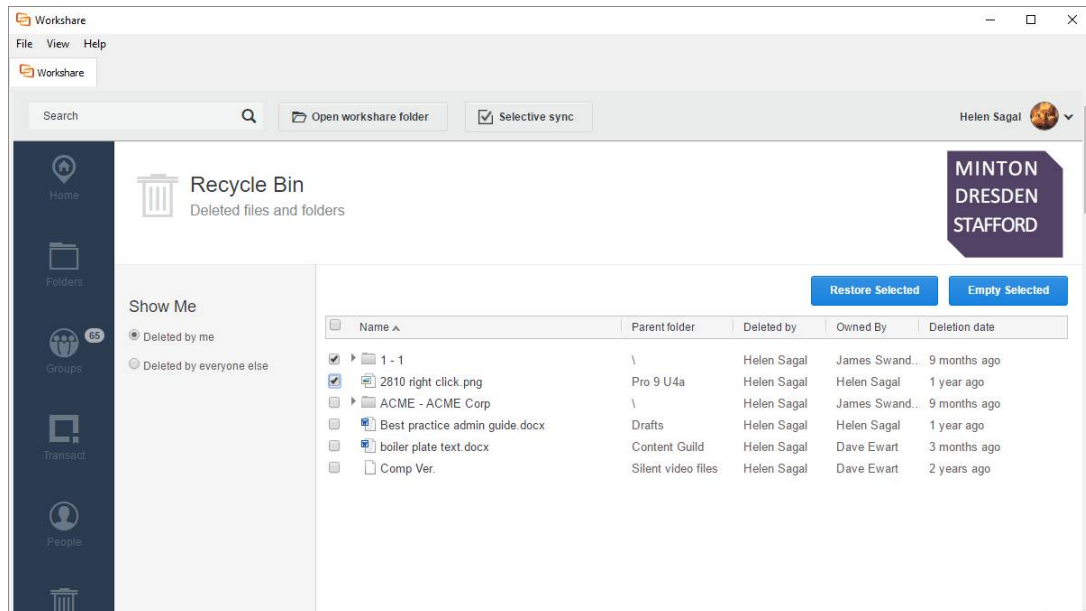 Workshare
File View Help
Workshare
Search Open workshare folder Selective sync Helen Sagal
Home
Folders
Groups 65
Transact
People
Recycle Bin
Deleted files and folders
MINTON
DRESDEN
STAFFORD
Show Me
Deleted by me
Deleted by everyone else
Restore Selected Empty Selected
Name Parent folder Deleted by Owned By Deletion date
1 - 1 \ Helen Sagal James Swand... 9 months ago
2810 right click.png Pro 9 U4a Helen Sagal Helen Sagal 1 year ago
ACME - ACME Corp \ Helen Sagal James Swand... 9 months ago
Best practice admin guide.docx Drafts Helen Sagal Helen Sagal 1 year ago
boiler plate text.docx Content Guild Helen Sagal Dave Ewart 3 months ago
Comp Ver. Silent video files Helen Sagal Dave Ewart 2 years ago